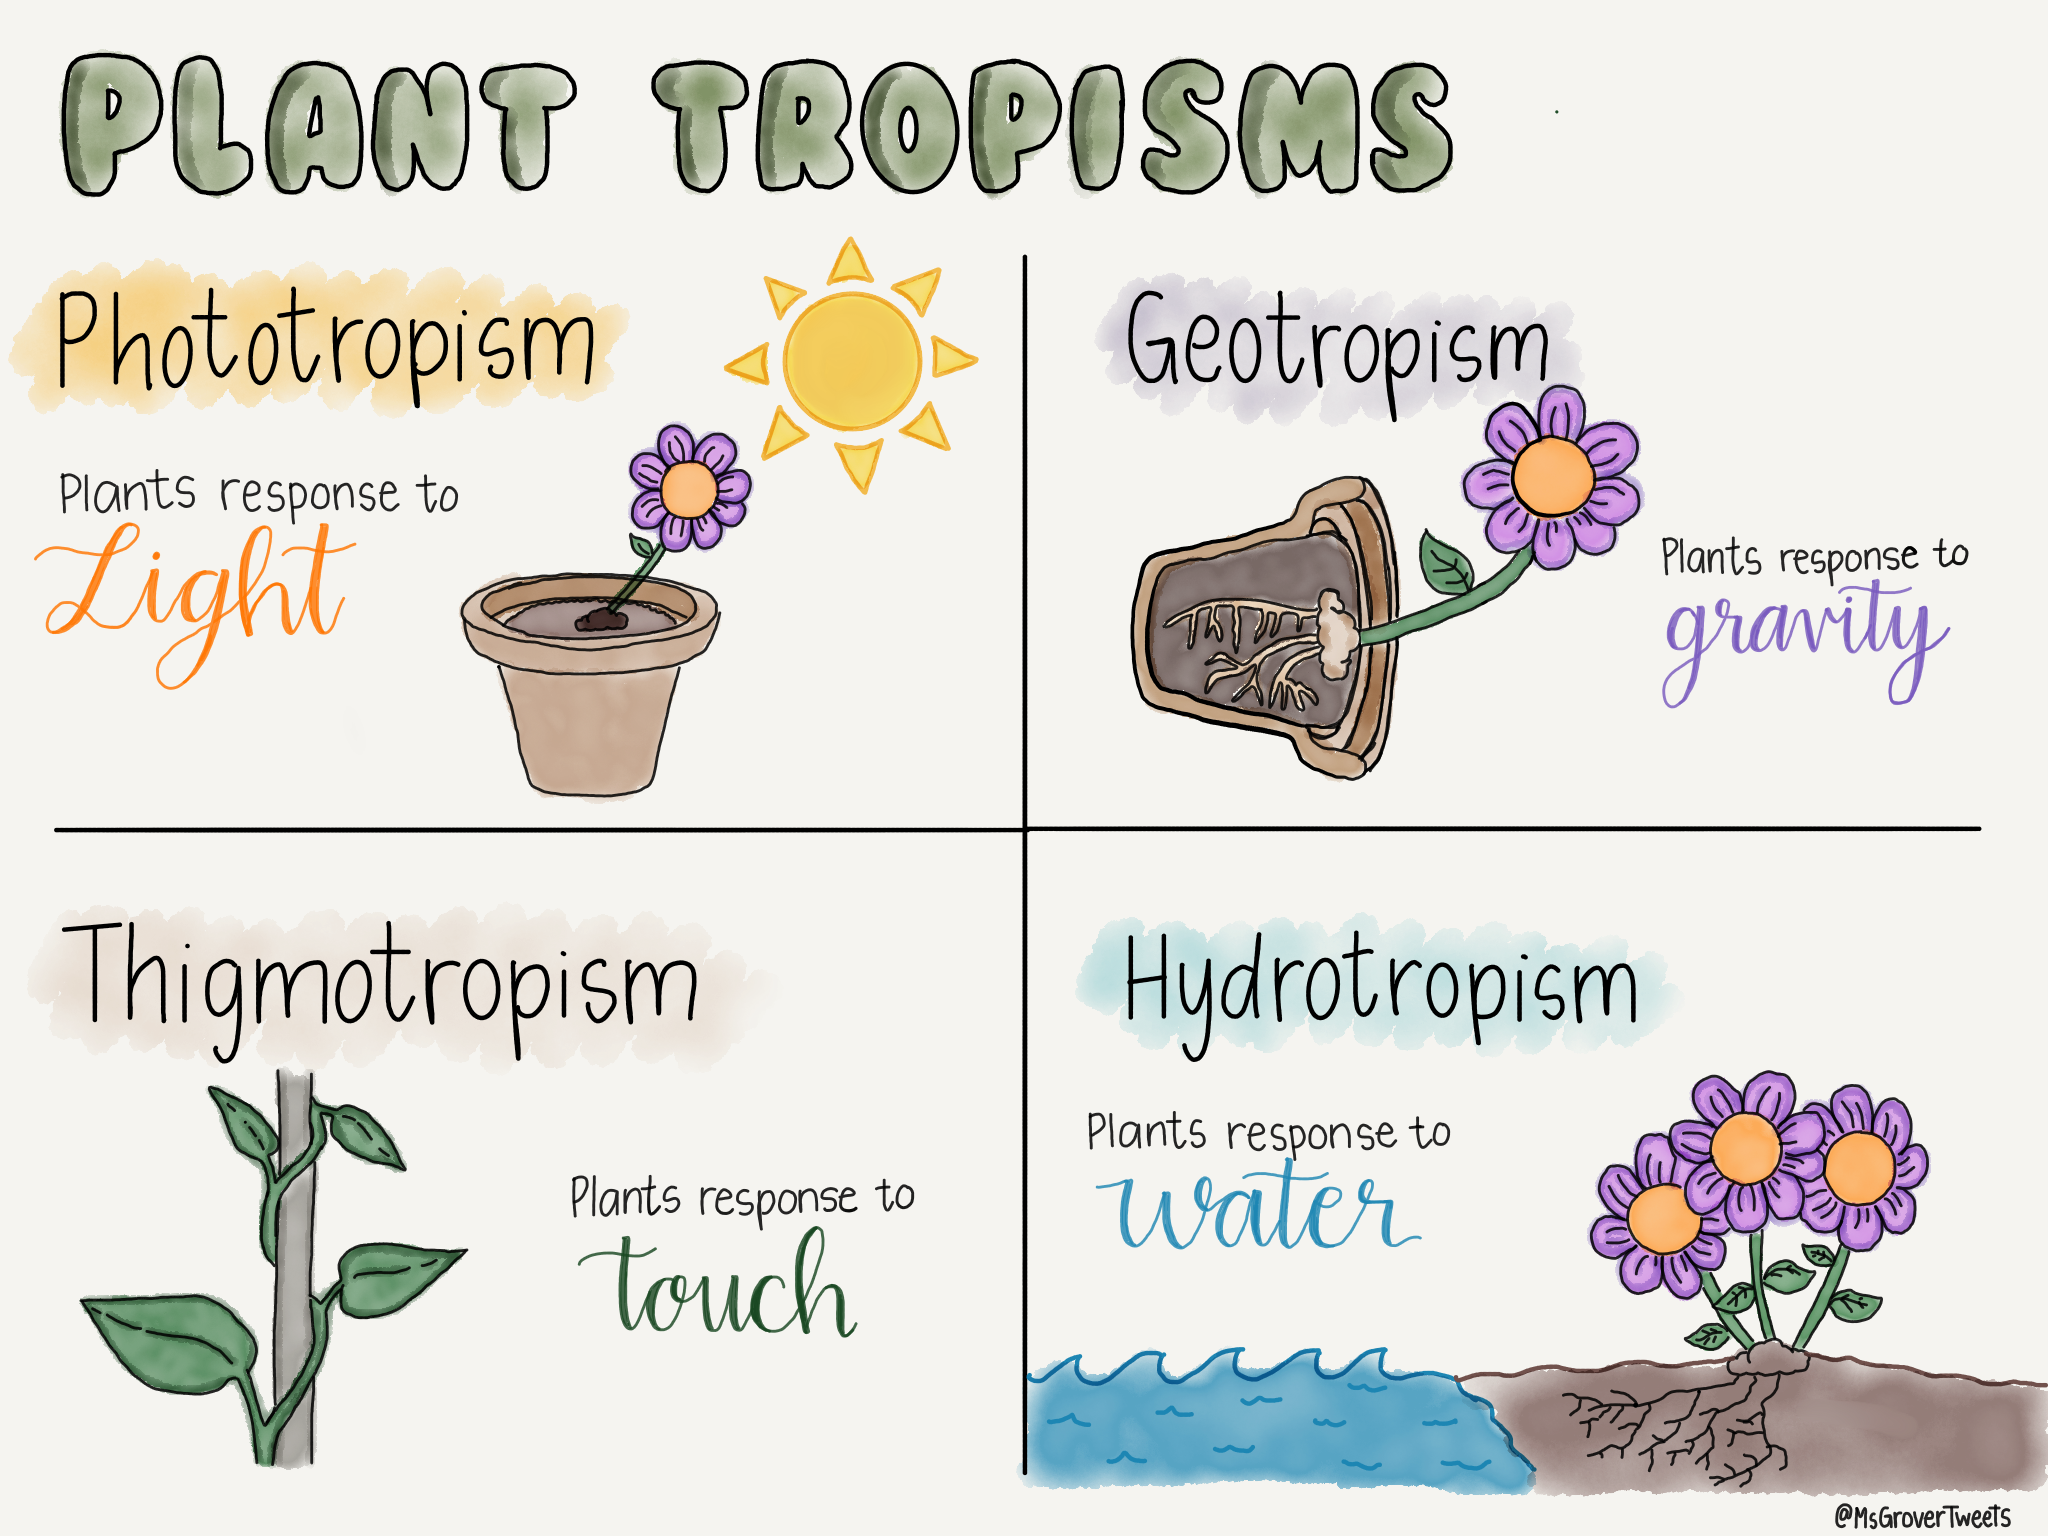 PLANT TROPISMS
Phototropism
Plants response to
Light
Geotropism
Plants response to
gravity
Thigmotropism
Plants response to
touch
Hydrotropism
Plants response to
water
@MsGroverTweets